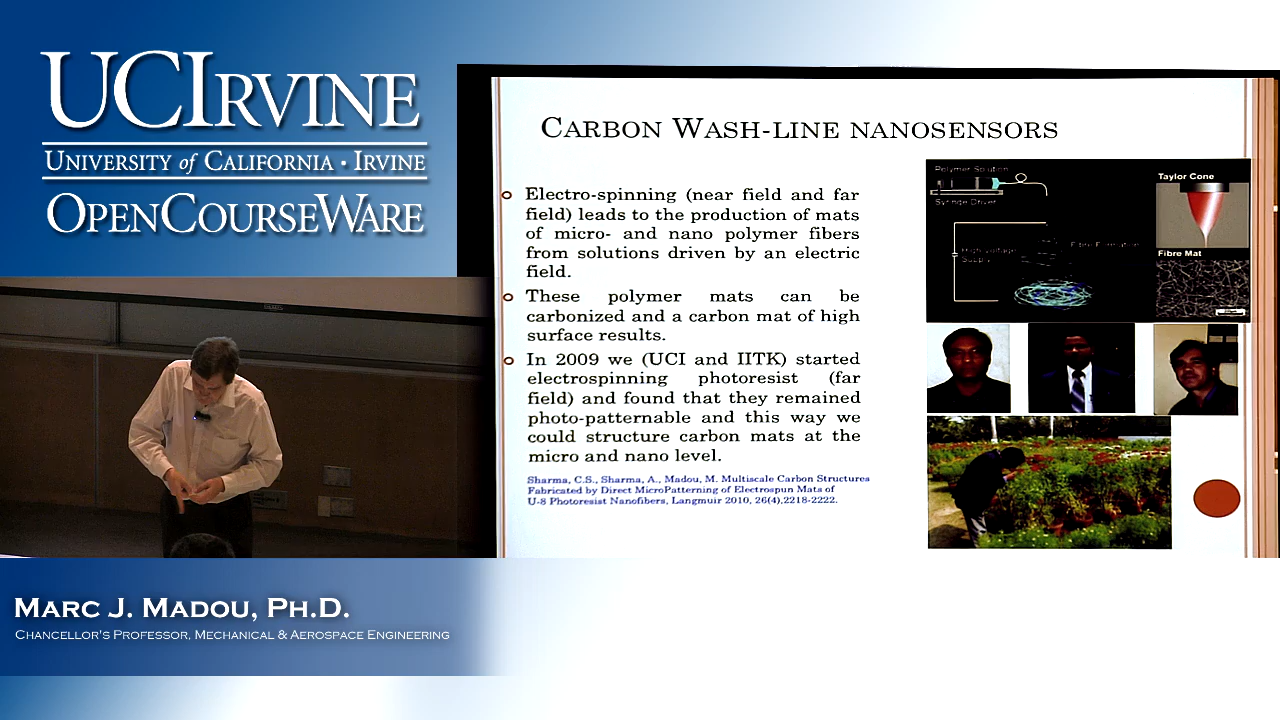 UCIRVINE
UNIVERSITY of CALIFORNIA · IRVINE
OPENCOURSEWARE
CARBON WASH-LINE NANOSENSORS
Electro-spinning (near field and far
field) leads to the production of mats
of micro- and nano polymer fibers
from solutions driven by an electric
field.
These polymer mats can be
carbonized and a carbon mat of high
surface results.
In 2009 we (UCI and IITK) started
electrospinning photoresist (far
field) and found that they remained
photo-patternable and this way we
could structure carbon mats at the
micro and nano level.
Sharma, C.S., Sharma, A., Madou, M. Multiscale Carbon Structures
Fabricated by Direct MicroPatterning of Electrospun Mats of
U-8 Photoresist Nanofibers, Langmuir 2010, 26(4),2218-2222.
Polymer Solution
Syringe Driver
High voltage
Supply
Fibre Formation
Taylor Cone
Fibre Mat
MARC J. MADOU, PH.D.
CHANCELLOR'S PROFESSOR, MECHANICAL & AEROSPACE ENGINEERING